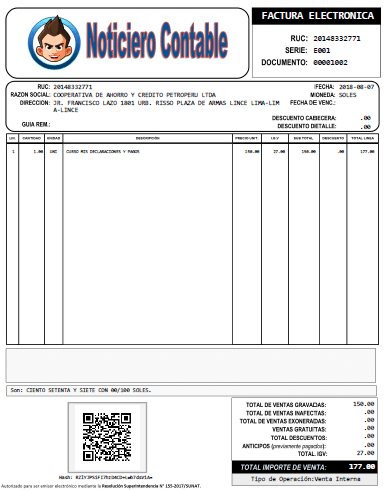 Noticiero Contable
FACTURA ELECTRONICA
RUC: 20148332771
SERIE: E001
DOCUMENTO: 00001002
RUC: 20148332771
FECHA: 2018-08-07
RAZON SOCIAL: COOPERATIVA DE AHORRO Y CREDITO PETROPERU LTDA
MONEDA: SOLES
DIRECCION: JR. FRANCISCO LAZO 1801 URB. RISSO PLAZA DE ARMAS LINCE LIMA-LIM
A-LINCE
FECHA DE VENC.:
DESCUENTO CABECERA: .00
GUIA REM.:
DESCUENTO DETALLE: .00
LIN. CANTIDAD UNIDAD DESCRIPCIÓN PRECIO UNIT I.G.V SUB TOTAL DESCUENTO TOTAL LINEA
1 1.00 UNI CURSO MIS DECLARACIONES Y PAGOS 150.00 27.00 150.00 .00 177.00
Son: CIENTO SETENTA Y SIETE CON 00/100 SOLES.
TOTAL DE VENTAS GRAVADAS: 150.00
TOTAL DE VENTAS INAFECTAS: .00
TOTAL DE VENTAS EXONERADAS: .00
VENTAS GRATUITAS: .00
TOTAL DESCUENTOS: .00
ANTICIPOS (previamente pagados): .00
TOTAL IGV: 27.00
TOTAL IMPORTE DE VENTA: 177.00
Tipo de Operación:Venta Interna
Hash:
Autorizado para ser emisor electrónico mediante la Resolución Superintendencia N° 155-2017/SUNAT.